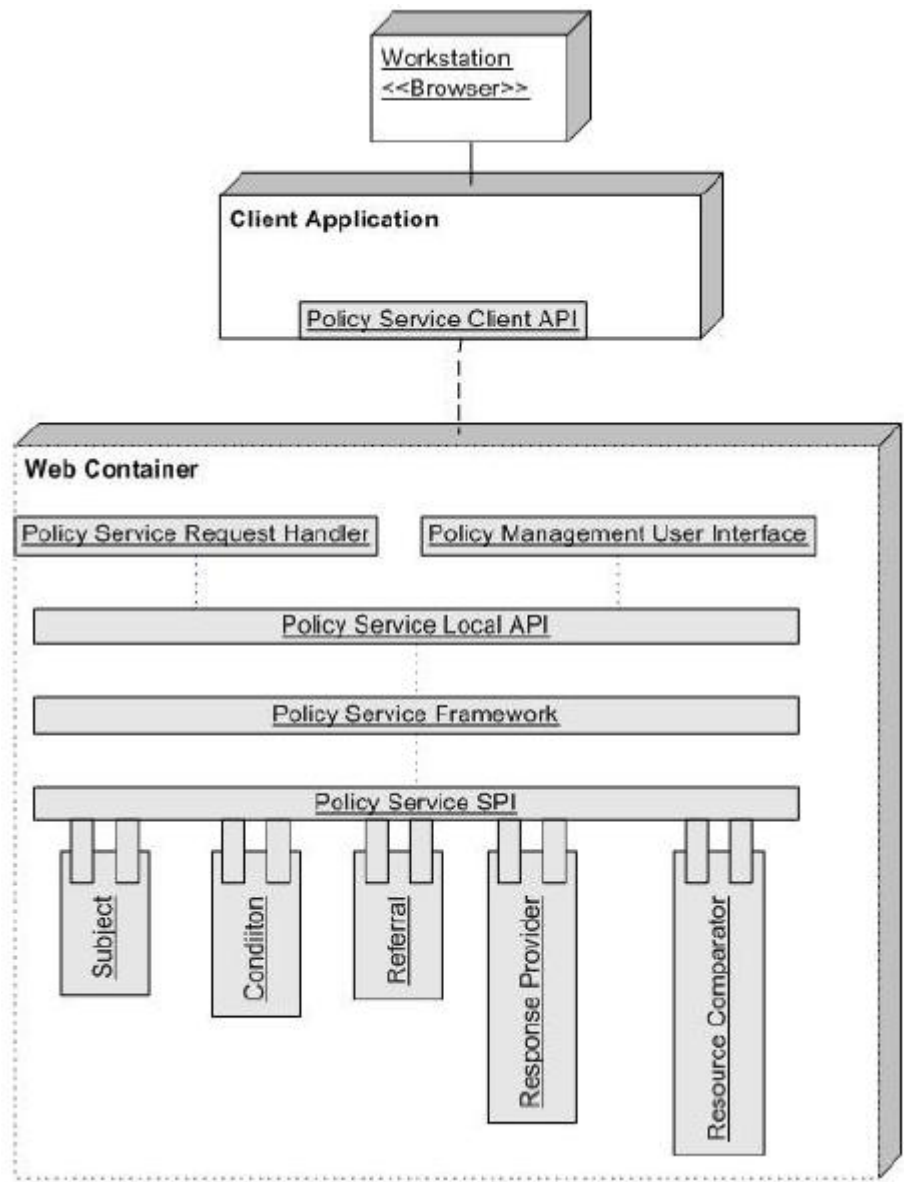 Workstation
<<Browser>>
Client Application
Policy Service Client API
Web Container
Policy Service Request Handler
Policy Management User Interface
Policy Service Local API
Policy Service Framework
Policy Service SPI
Subject
Condiiton
Referral
Response Provider
Resource Comparator